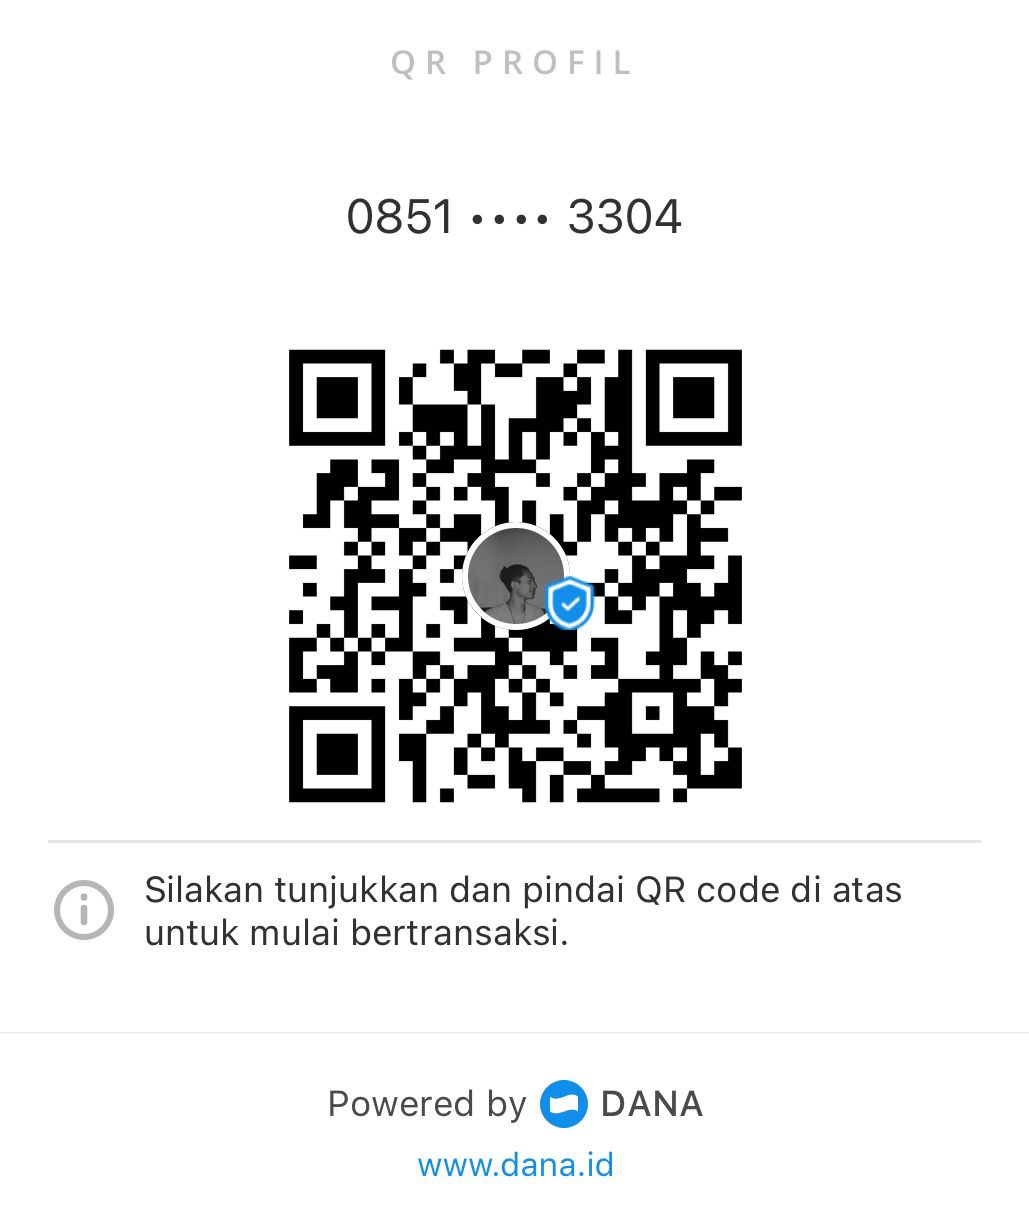 QR PROFIL
0851 •••• 3304
Silakan tunjukkan dan pindai QR code di atas
untuk mulai bertransaksi.
Powered by DANA
www.dana.id